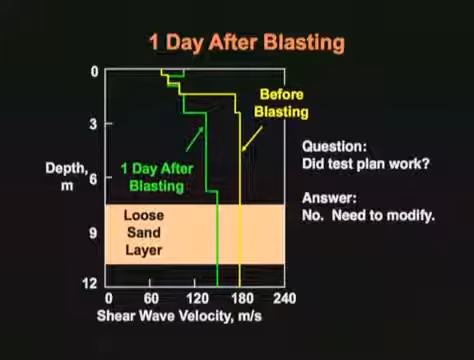 1 Day After Blasting
0
Before
Blasting
3
Question:
Did test plan work?
Depth,
m
6
1 Day After
Blasting
Answer:
No. Need to modify.
Loose
Sand
Layer
9
12
0 60 120 180 240
Shear Wave Velocity, m/s